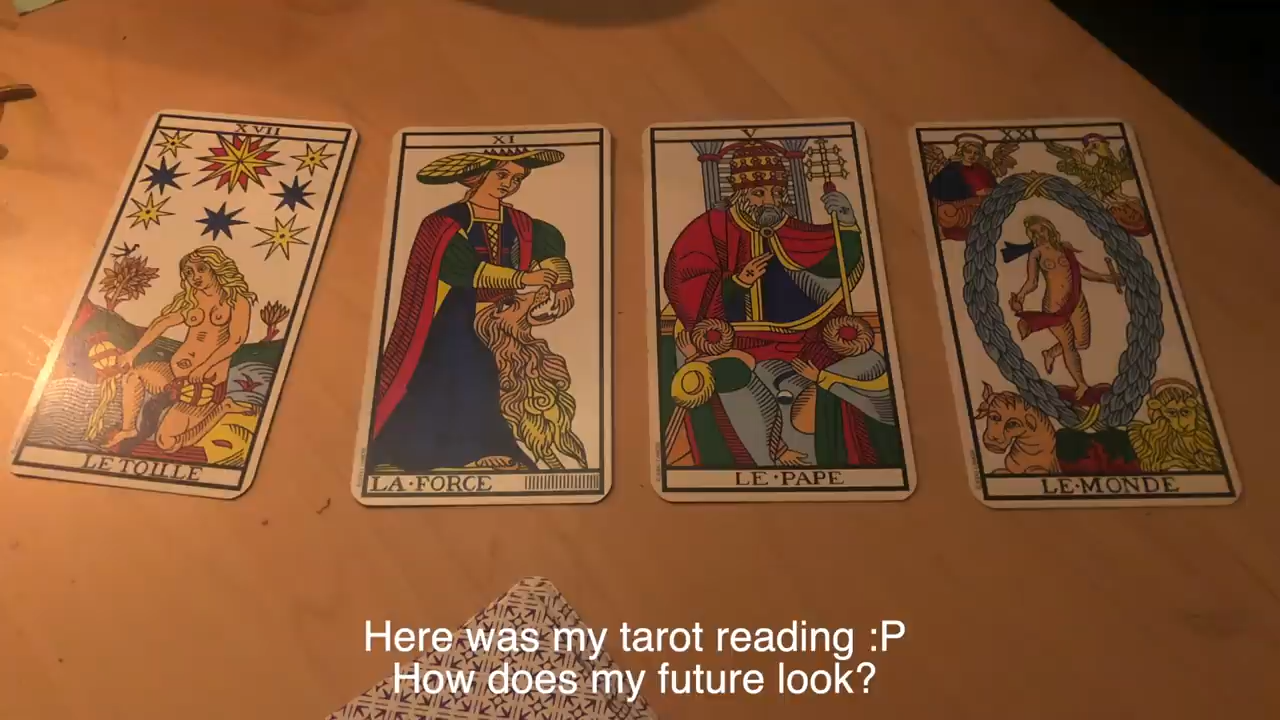 XVII
XI
V
XXI
LE TOILLE
LA·FORCE
LE·PAPE
LE·MONDE
Here was my tarot reading :P
How does my future look?